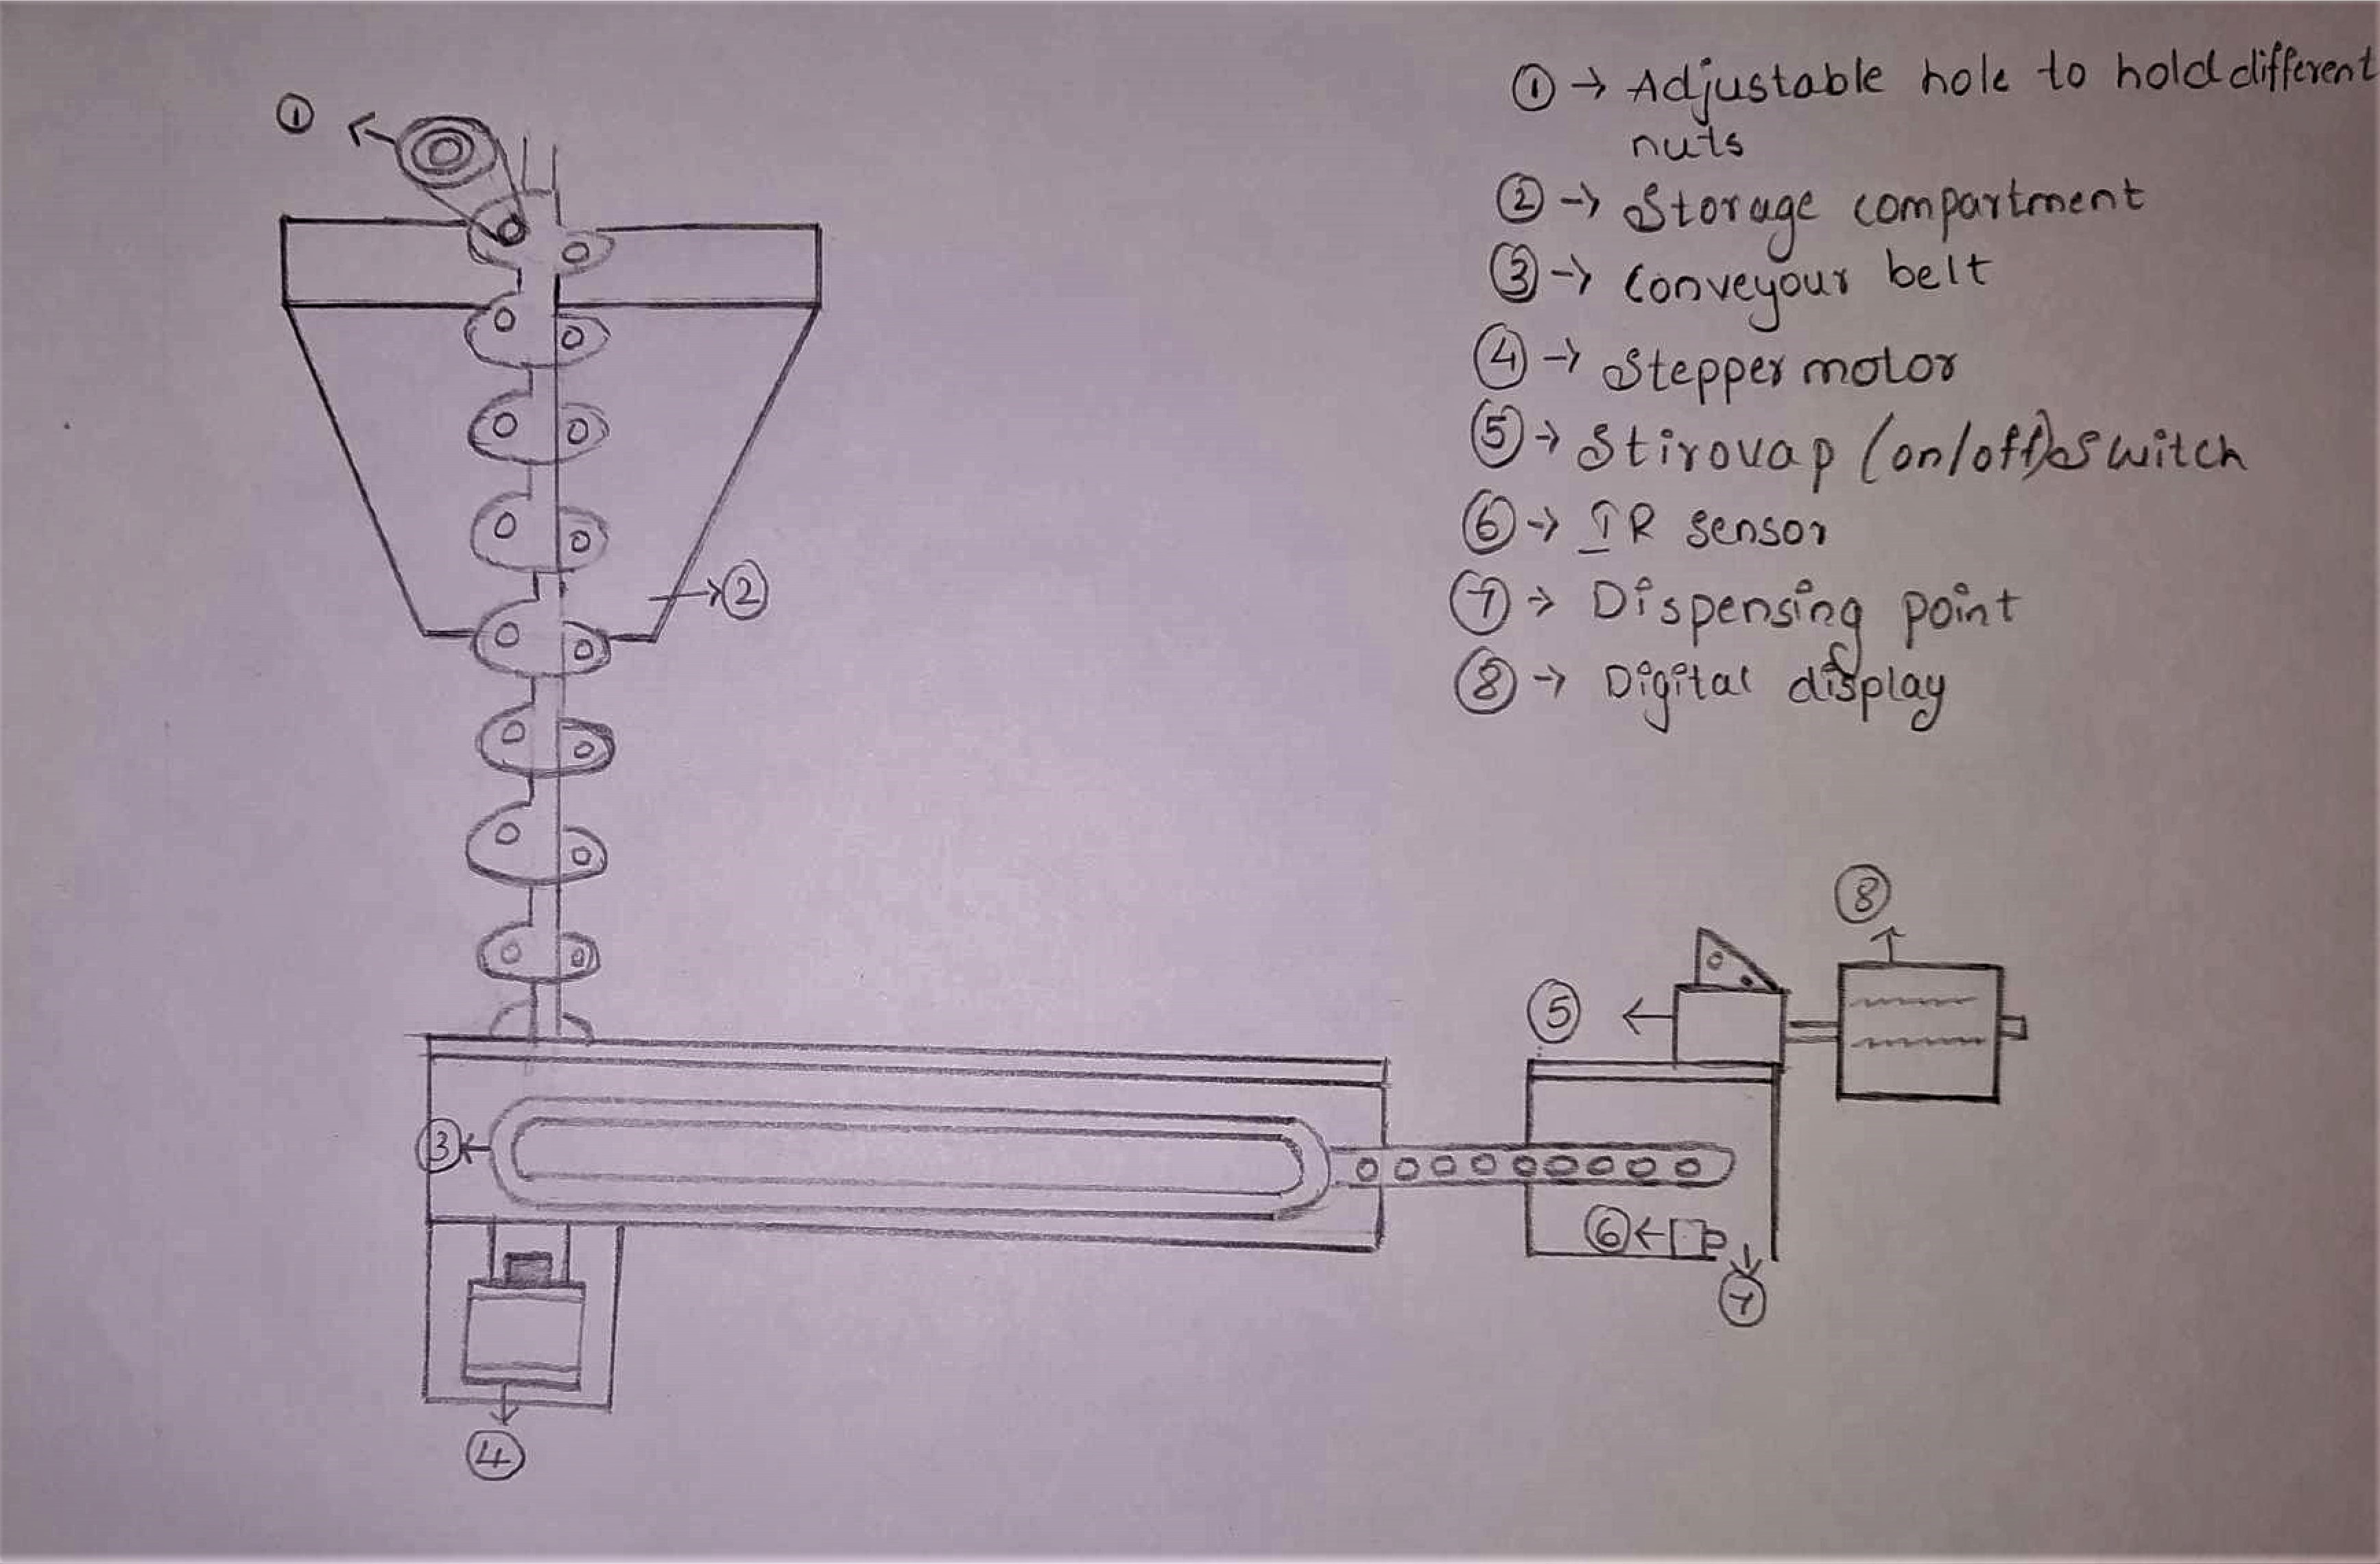 ① → Adjustable hole to hold different
nuts
② → Storage compartment
③ → Conveyour belt
④ → Stepper motor
⑤ → Stirovap (on/off) switch
⑥ → IR sensor
⑦ → Dispensing point
⑧ → Digital display
①
②
⑧
⑤
③
⑥
⑦
④